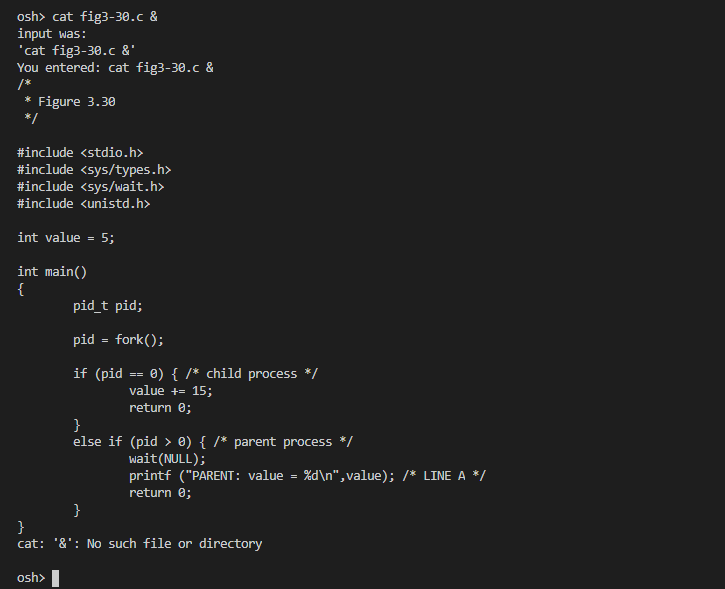 osh> cat fig3-30.c &
input was:
'cat fig3-30.c &'
You entered: cat fig3-30.c &
/*
 * Figure 3.30
 */

#include <stdio.h>
#include <sys/types.h>
#include <sys/wait.h>
#include <unistd.h>

int value = 5;

int main()
{
        pid_t pid;

        pid = fork();

        if (pid == 0) { /* child process */
                value += 15;
                return 0;
        }
        else if (pid > 0) { /* parent process */
                wait(NULL);
                printf ("PARENT: value = %d\n",value); /* LINE A */
                return 0;
        }
}
cat: '&': No such file or directory

osh>